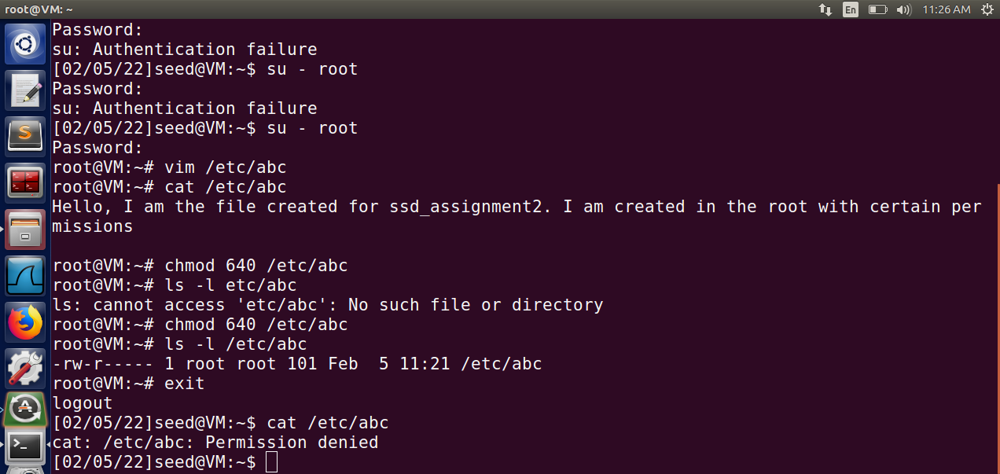 root@VM: ~
En
11:26 AM
Password:
su: Authentication failure
[02/05/22]seed@VM:~$ su - root
Password:
su: Authentication failure
[02/05/22]seed@VM:~$ su - root
Password:
root@VM:~# vim /etc/abc
root@VM:~# cat /etc/abc
Hello, I am the file created for ssd_assignment2. I am created in the root with certain per
missions
root@VM:~# chmod 640 /etc/abc
root@VM:~# ls -l etc/abc
ls: cannot access 'etc/abc': No such file or directory
root@VM:~# chmod 640 /etc/abc
root@VM:~# ls -l /etc/abc
-rw-r----- 1 root root 101 Feb  5 11:21 /etc/abc
root@VM:~# exit
logout
[02/05/22]seed@VM:~$ cat /etc/abc
cat: /etc/abc: Permission denied
[02/05/22]seed@VM:~$